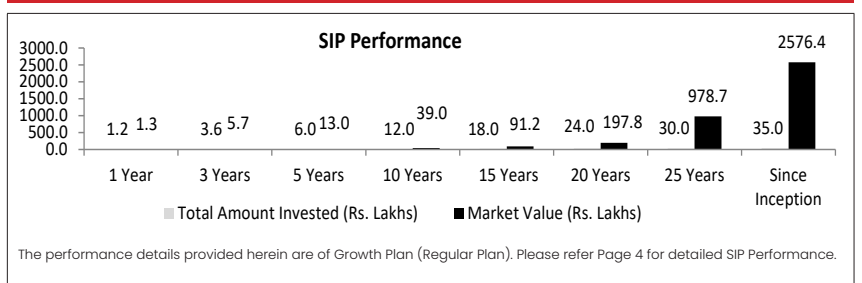 SIP Performance
3000.0
2500.0
2000.0
1500.0
1000.0
500.0
0.0
1.2 1.3 3.6 5.7 6.0 13.0 12.0 39.0 18.0 91.2 24.0 197.8 30.0 978.7 35.0 2576.4
1 Year 3 Years 5 Years 10 Years 15 Years 20 Years 25 Years Since
Inception
Total Amount Invested (Rs. Lakhs) Market Value (Rs. Lakhs)
The performance details provided herein are of Growth Plan (Regular Plan). Please refer Page 4 for detailed SIP Performance.